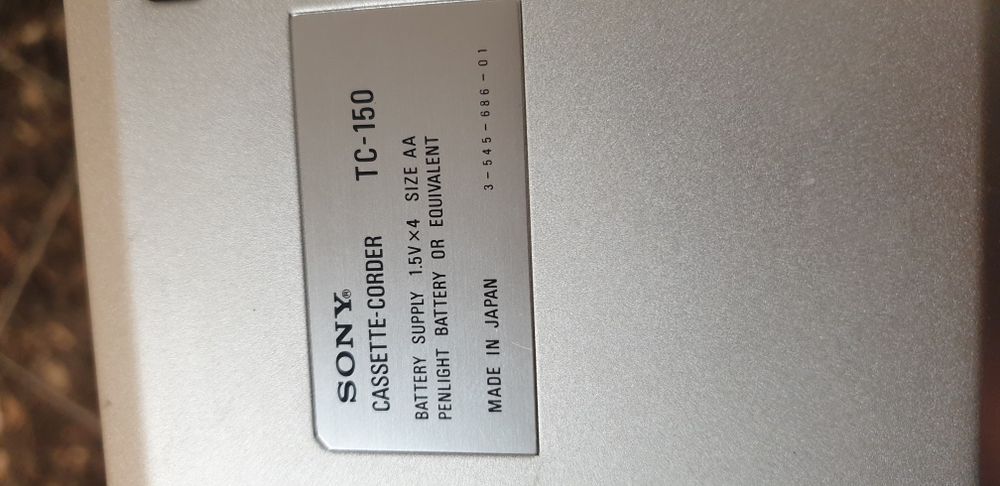 SONY®
CASSETTE-CORDER TC-150
BATTERY SUPPLY 1.5V×4 SIZE AA
PENLIGHT BATTERY OR EQUIVALENT
MADE IN JAPAN 3-545-686-01